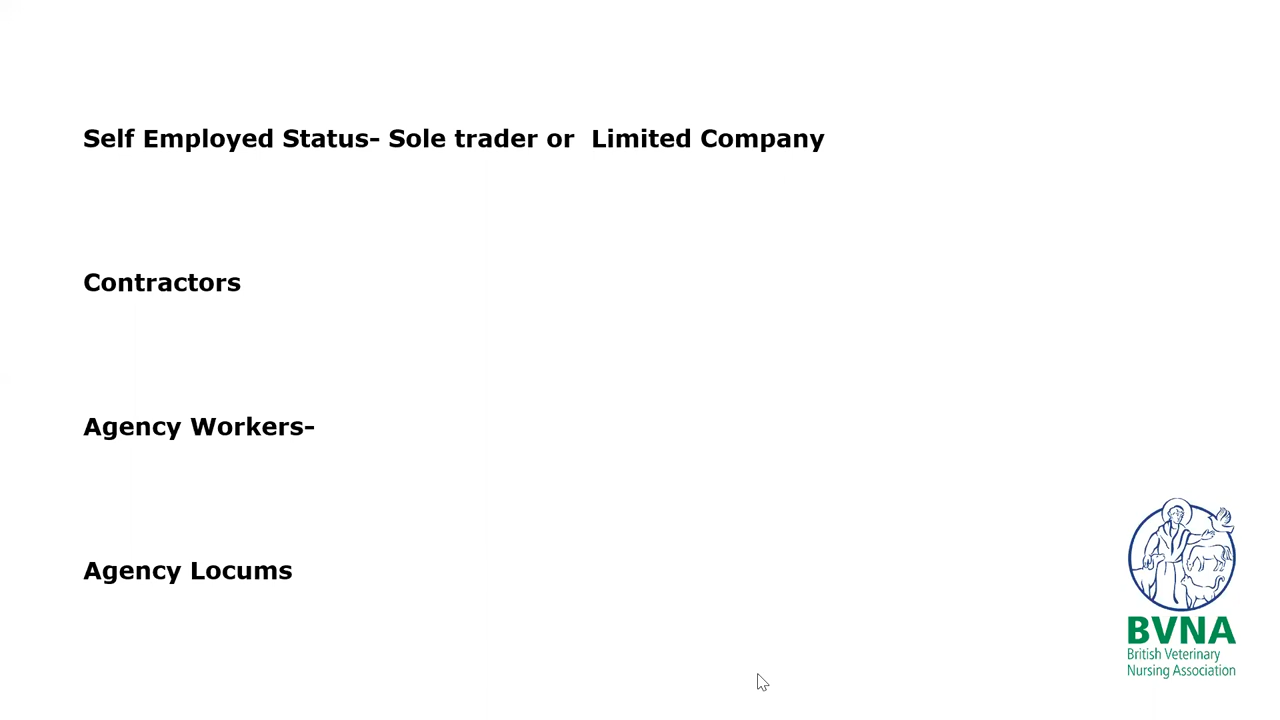 Self Employed Status- Sole trader or  Limited Company
Contractors
Agency Workers-
Agency Locums
BVNA
British Veterinary
Nursing Association